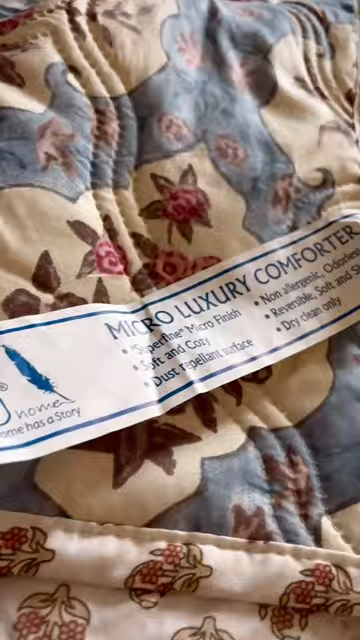 MICRO LUXURY COMFORTER
• "Superfine" Micro Finish
• Soft and Cozy
• Dust repellant surface
• Non allergenic, Odorless
• Reversible, Soft and
• Dry clean only
®
home
ome has a Story